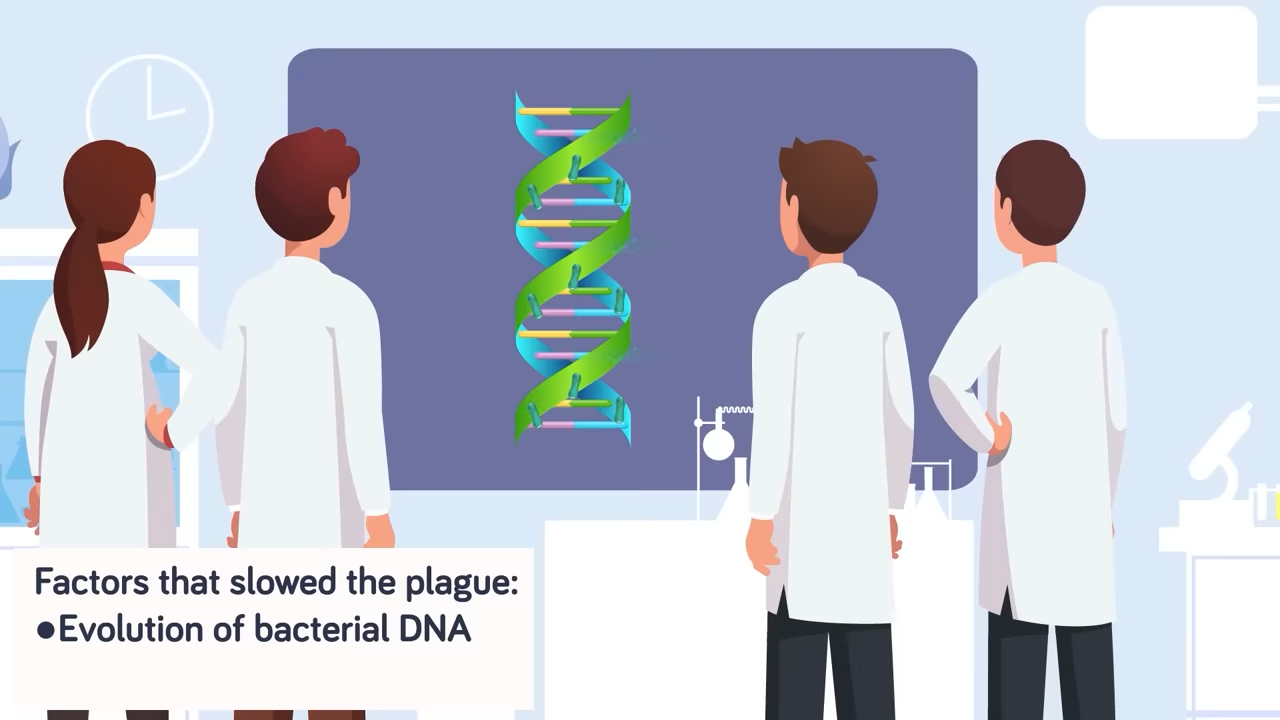 Factors that slowed the plague:
●Evolution of bacterial DNA